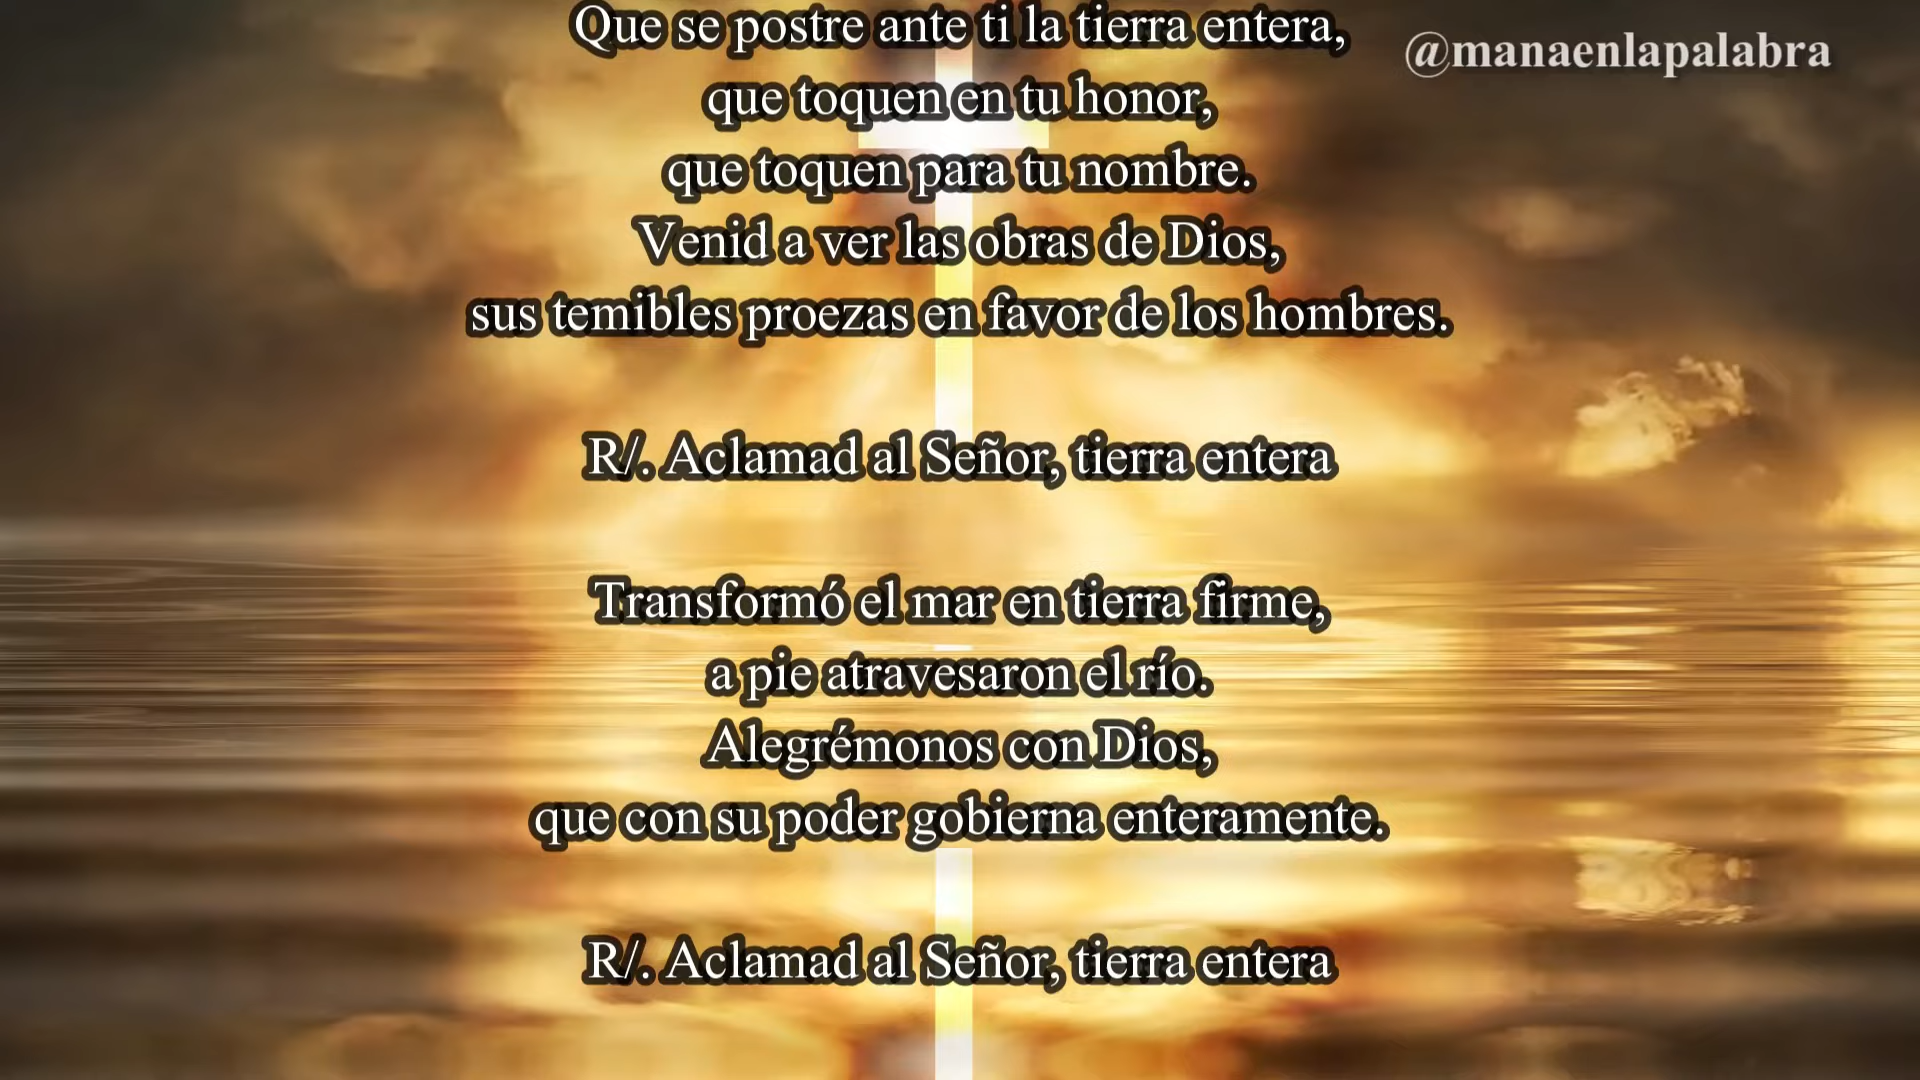 Que se postre ante ti la tierra entera,
@manaenlapalabra
que toquen en tu honor,
que toquen para tu nombre.
Venid a ver las obras de Dios,
sus temibles proezas en favor de los hombres.
R/. Aclamad al Señor, tierra entera
Transformó el mar en tierra firme,
a pie atravesaron el río.
Alegrémonos con Dios,
que con su poder gobierna enteramente.
R/. Aclamad al Señor, tierra entera